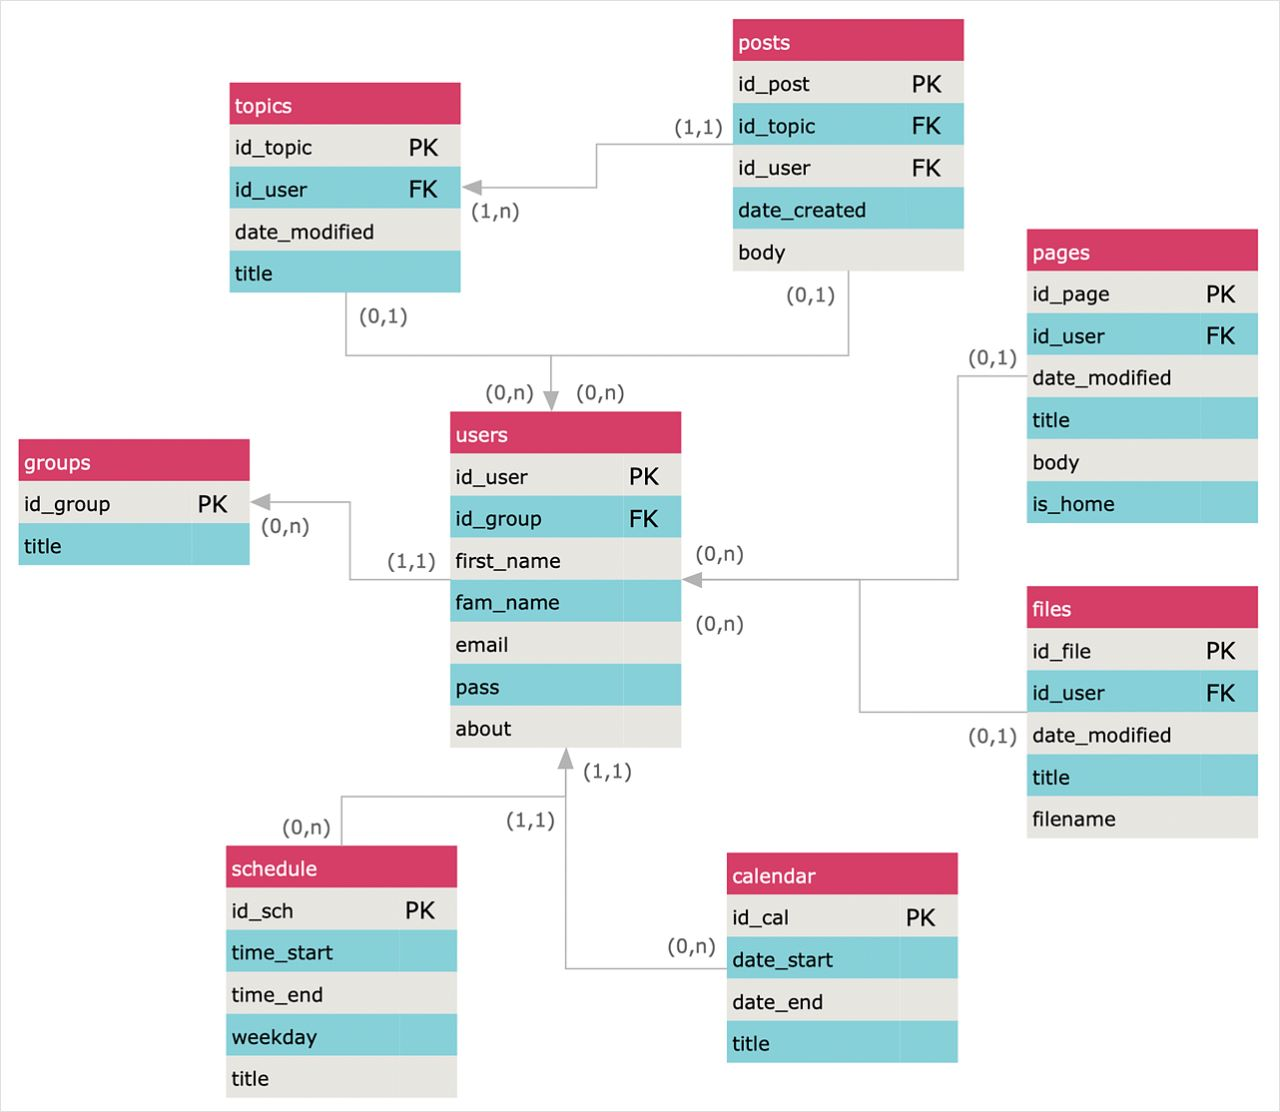 posts
id_post PK
id_topic FK
id_user FK
date_created
body
topics
id_topic PK
id_user FK
date_modified
title
(1,1)
(1,n)
(0,1)
(0,1)
(0,n) (0,n)
pages
id_page PK
id_user FK
date_modified
title
body
is_home
(0,1)
groups
id_group PK
title
(0,n)
(1,1)
users
id_user PK
id_group FK
first_name
fam_name
email
pass
about
(0,n)
(0,n)
files
id_file PK
id_user FK
date_modified
title
filename
(0,1)
(1,1)
(1,1)
(0,n)
schedule
id_sch PK
time_start
time_end
weekday
title
(0,n)
calendar
id_cal PK
date_start
date_end
title